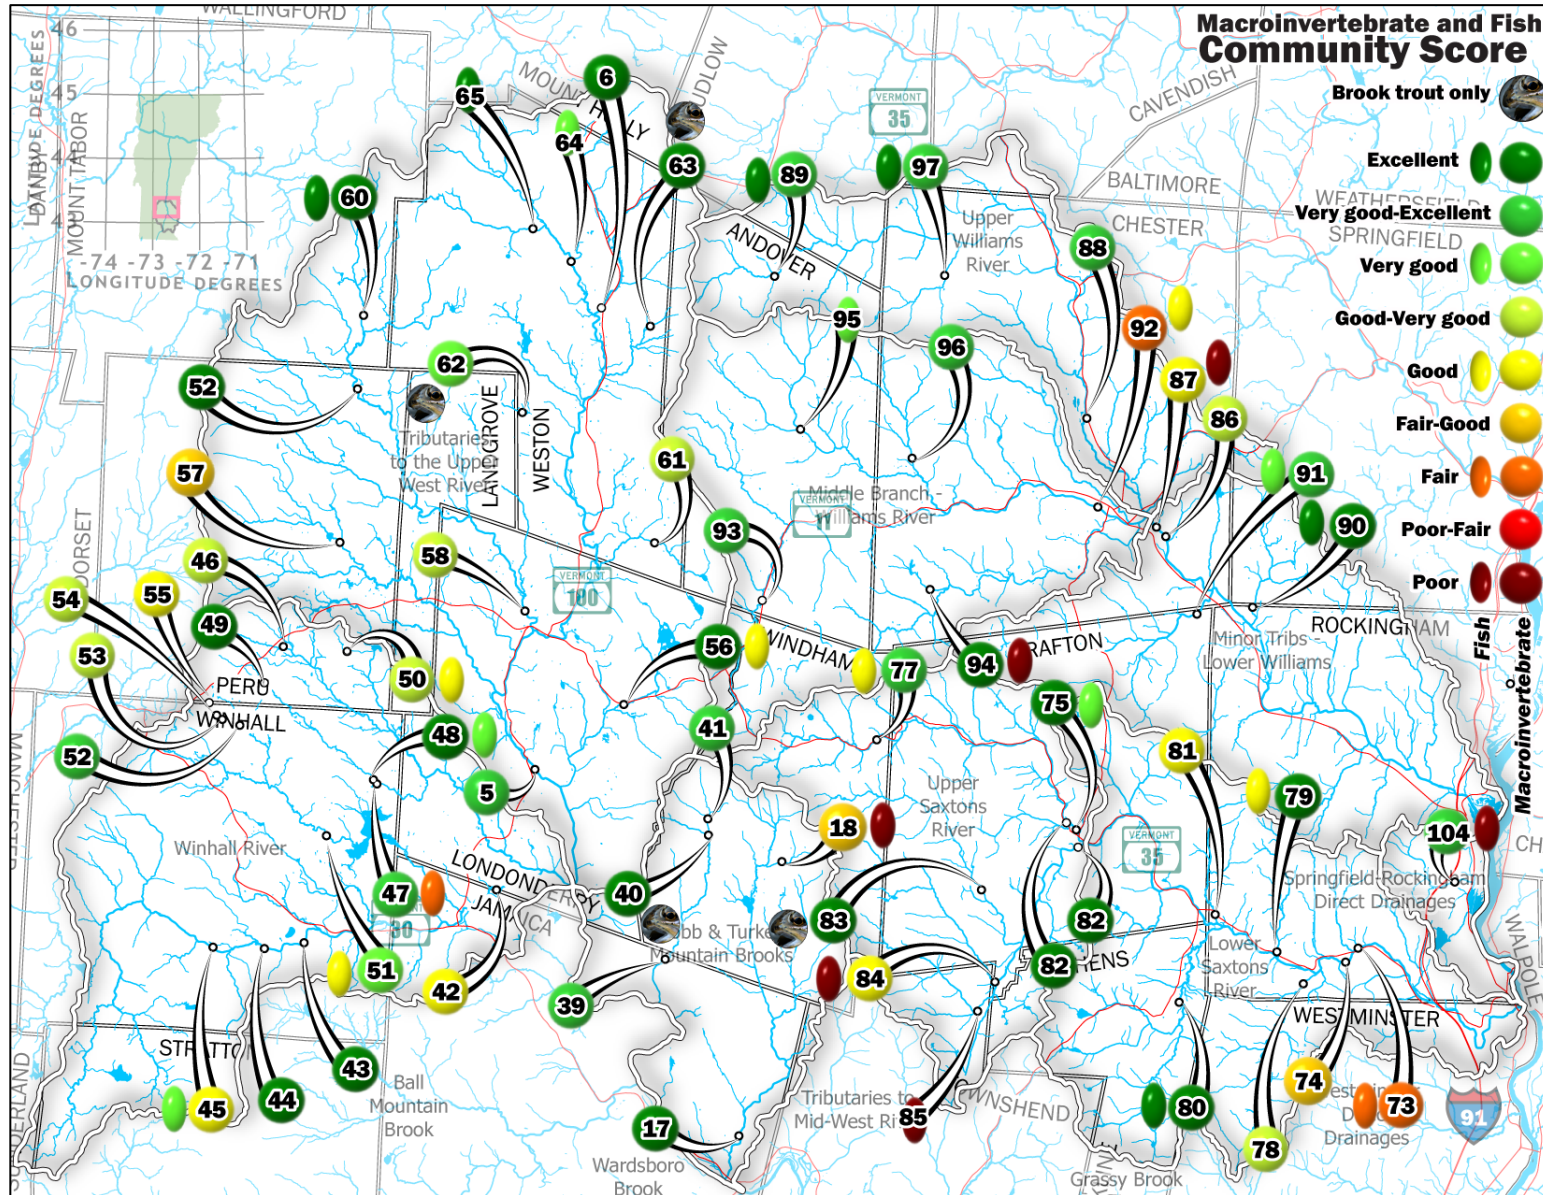 Macroinvertebrate and Fish
Community Score
Brook trout only
Excellent
Very good-Excellent
Very good
Good-Very good
Good
Fair-Good
Fair
Poor-Fair
Poor
Fish
Macroinvertebrate
WALLINGFORD
46
45
44
-74 -73 -72 -71
LONGITUDE DEGREES
DANBY
MOUNT TABOR
DORSET
CAVENDISH
BALTIMORE
WEATHERSFIELD
CHESTER
SPRINGFIELD
ANDOVER
LANDGROVE
WESTON
PERU
WINHALL
WINDHAM
ROCKINGHAM
LONDONDERRY
JAMAICA
WESTMINSTER
WALPOLE
VERMONT
35
VERMONT
11
VERMONT
100
VERMONT
35
30
91
Upper
Williams
River
Tributaries
to the Upper
West River
Middle Branch -
Williams River
Minor Tribs -
Lower Williams
Upper
Saxtons
River
Winhall River
Springfield-Rockingham
Direct Drainages
Mountain Brooks
Lower
Saxtons
River
Ball
Mountain
Brook
Tributaries to
Wardsboro
Brook
Grassy Brook
Drainages
65
6
64
63
60
89
97
88
92
87
86
91
90
95
96
62
52
57
61
93
58
46
54
55
49
53
50
56
77
94
75
48
41
52
5
81
79
104
18
47
40
83
82
82
51
42
39
84
43
44
45
17
85
80
74
73
78